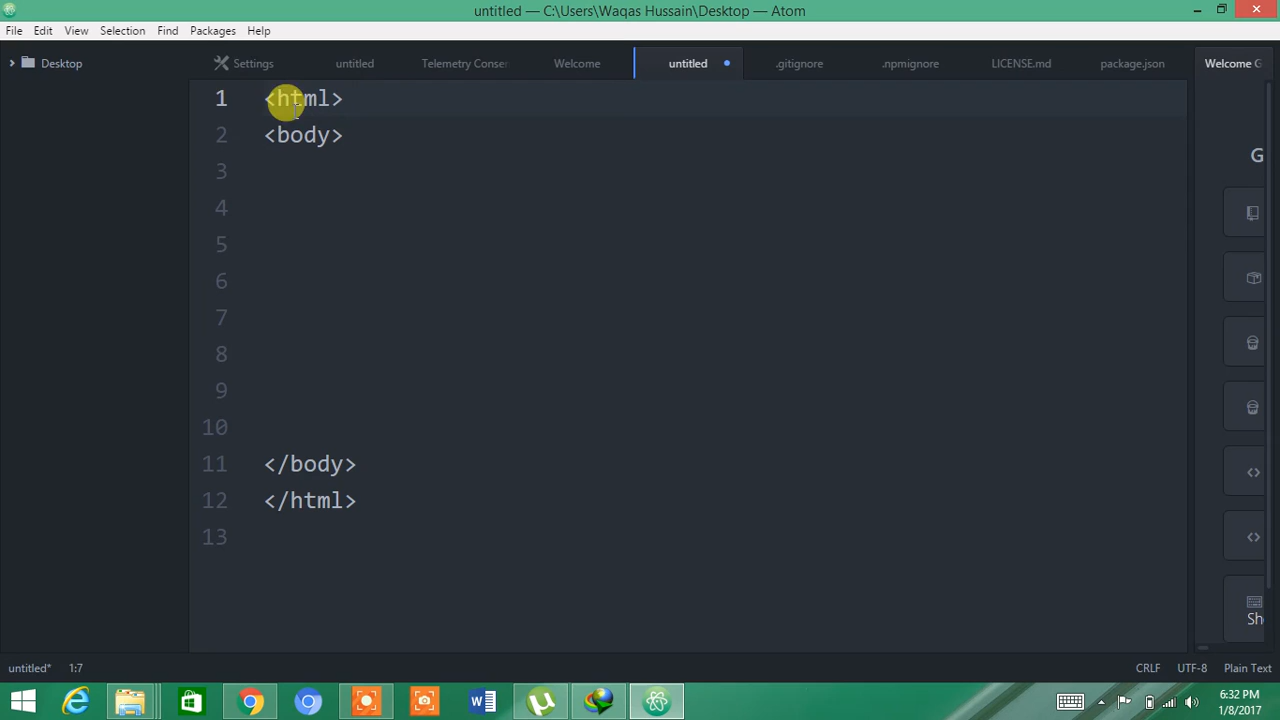 untitled — C:\Users\Waqas Hussain\Desktop — Atom
File Edit View Selection Find Packages Help
Desktop
Settings untitled Telemetry Conser Welcome untitled .gitignore .npmignore LICENSE.md package.json Welcome G
1 <html>
2 <body>
G
3
4
5
6
7
8
9
10
11 </body>
12 </html>
13
Sh
untitled* 1:7 CRLF UTF-8 Plain Text
6:32 PM
1/8/2017